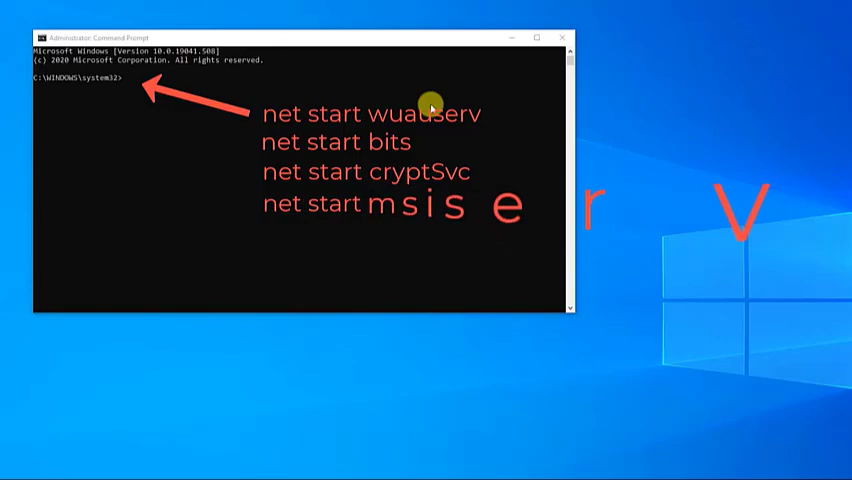 Administrator: Command Prompt
Microsoft Windows [Version 10.0.19041.508]
(c) 2020 Microsoft Corporation. All rights reserved.
C:\WINDOWS\system32>
net start wuauserv
net start bits
net start cryptSvc
net start msiserv